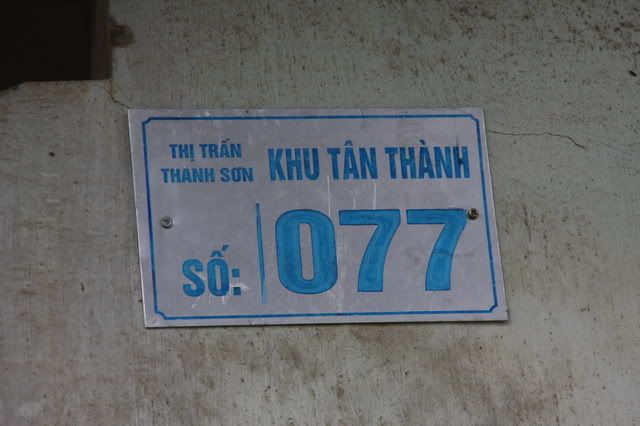 THỊ TRẤN
THANH SƠN
KHU TÂN THÀNH
SỐ: 077